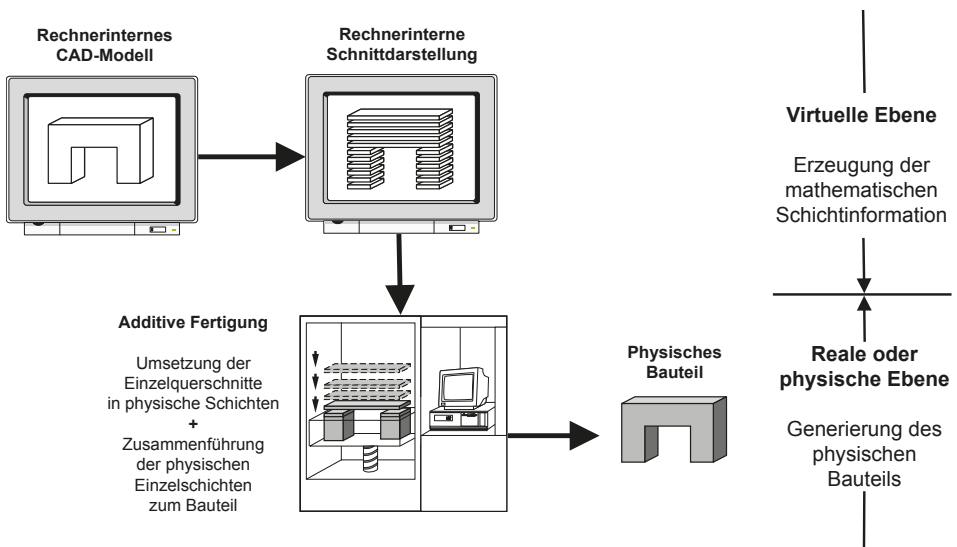 Rechnerinternes
CAD-Modell
Rechnerinterne
Schnittdarstellung
Virtuelle Ebene
Erzeugung der
mathematischen
Schichtinformation
Additive Fertigung
Umsetzung der
Einzelquerschnitte
in physische Schichten
+
Zusammenführung
der physischen
Einzelschichten
zum Bauteil
Physisches
Bauteil
Reale oder
physische Ebene
Generierung des
physischen
Bauteils